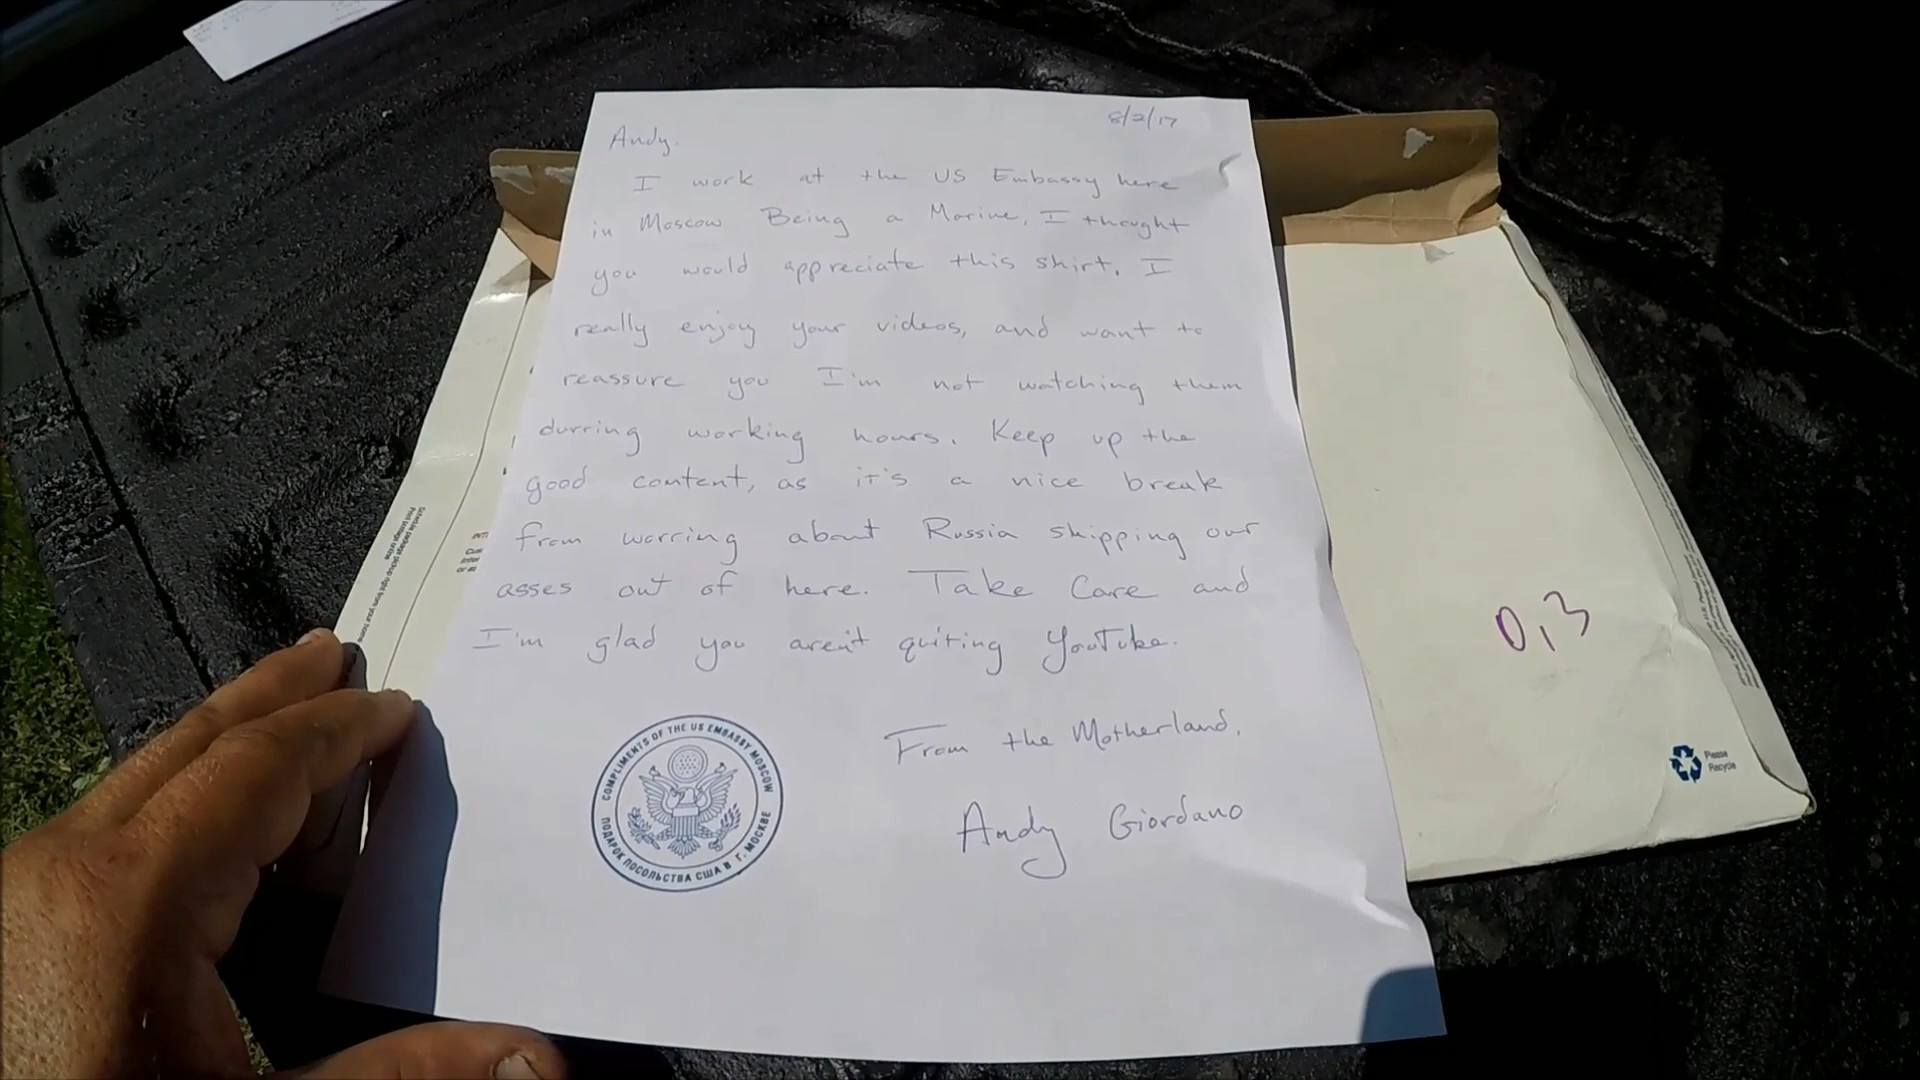 8/2/17
Andy.
I work at the US Embassy here
in Moscow Being a Marine, I thought
you would appreciate this shirt. I
really enjoy your videos, and want to
reassure you I'm not watching them
durring working hours. Keep up the
good content, as it's a nice break
from worring about Russia shipping our
asses out of here. Take Care and
I'm glad you aren't quiting YouTube.
From the Motherland,
Andy Giordano
COMPLIMENTS OF THE US EMBASSY MOSCOW
ПОДАРОК ПОСОЛЬСТВА США В Г. МОСКВЕ
0,3
Please
Recycle